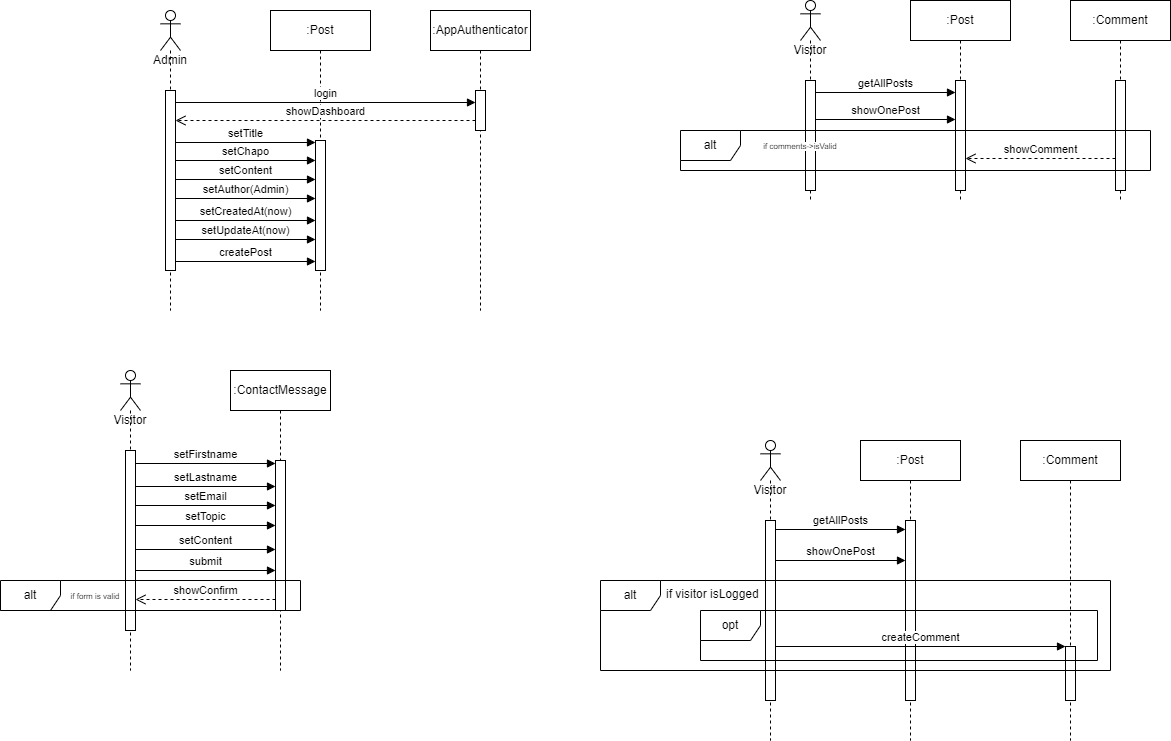 Admin
:Post
:AppAuthenticator
login
showDashboard
setTitle
setChapo
setContent
setAuthor(Admin)
setCreatedAt(now)
setUpdateAt(now)
createPost
Visitor
:Post
:Comment
getAllPosts
showOnePost
alt
if comments->isValid
showComment
Visitor
:ContactMessage
setFirstname
setLastname
setEmail
setTopic
setContent
submit
alt
if form is valid
showConfirm
Visitor
:Post
:Comment
getAllPosts
showOnePost
alt
if visitor isLogged
opt
createComment